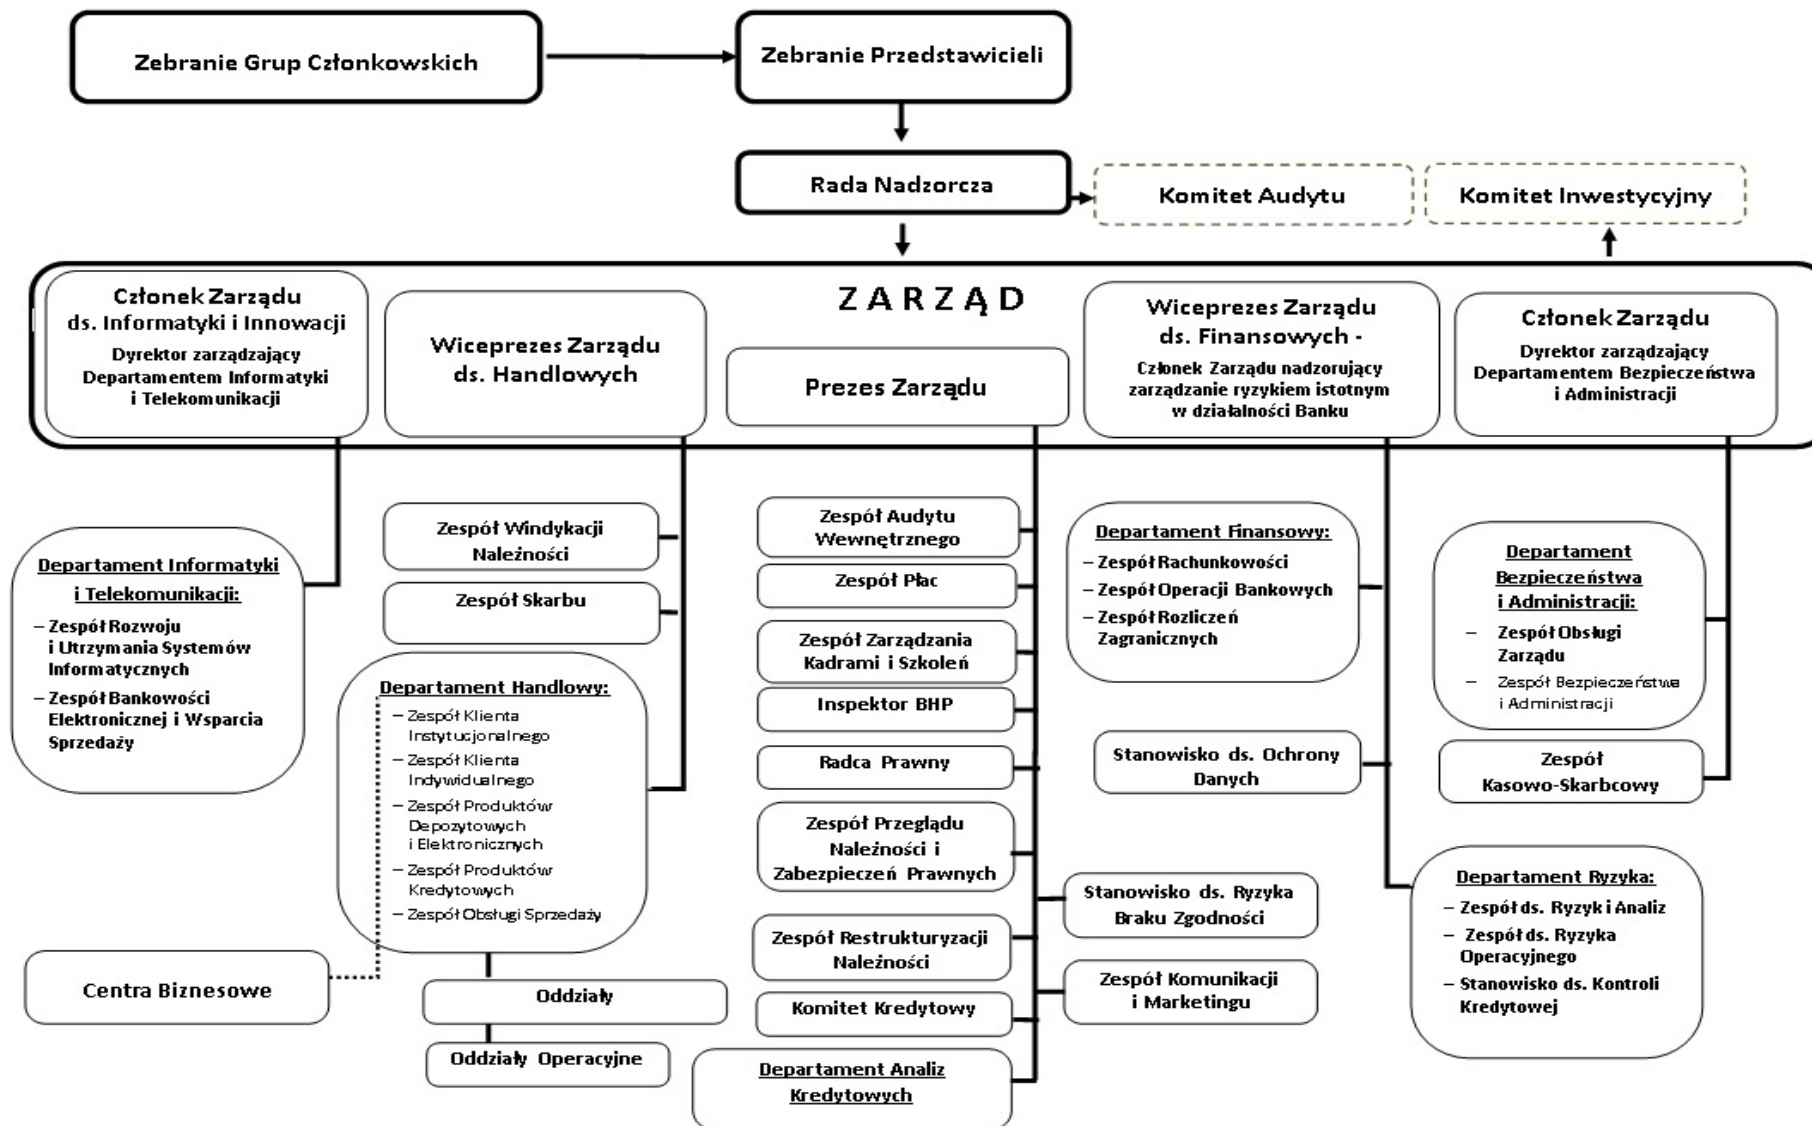 Zebranie Grup Członkowskich
Zebranie Przedstawicieli
Rada Nadzorcza
Komitet Audytu
Komitet Inwestycyjny
ZARZĄD
Członek Zarządu
ds. Informatyki i Innowacji
Dyrektor zarządzający
Departamentem Informatyki
i Telekomunikacji
Wiceprezes Zarządu
ds. Handlowych
Prezes Zarządu
Wiceprezes Zarządu
ds. Finansowych -
Członek Zarządu nadzorujący
zarządzanie ryzykiem istotnym
w działalności Banku
Członek Zarządu
Dyrektor zarządzający
Departamentem Bezpieczeństwa
i Administracji
Departament Informatyki
i Telekomunikacji:
– Zespół Rozwoju
i Utrzymania Systemów
Informatycznych
– Zespół Bankowości
Elektronicznej i Wsparcia
Sprzedaży
Zespół Windykacji
Należności
Zespół Skarbu
Departament Handlowy:
– Zespół Klienta
Instytucjonalnego
– Zespół Klienta
Indywidualnego
– Zespół Produktów
Depozytowych
i Elektronicznych
– Zespół Produktów
Kredytowych
– Zespół Obsługi Sprzedaży
Centra Biznesowe
Oddziały
Oddziały Operacyjne
Zespół Audytu
Wewnętrznego
Zespół Płac
Zespół Zarządzania
Kadrami i Szkoleń
Inspektor BHP
Radca Prawny
Zespół Przeglądu
Należności i
Zabezpieczeń Prawnych
Zespół Restrukturyzacji
Należności
Komitet Kredytowy
Departament Analiz
Kredytowych
Stanowisko ds. Ryzyka
Braku Zgodności
Zespół Komunikacji
i Marketingu
Departament Finansowy:
– Zespół Rachunkowości
– Zespół Operacji Bankowych
– Zespół Rozliczeń
Zagranicznych
Stanowisko ds. Ochrony
Danych
Departament
Bezpieczeństwa
i Administracji:
– Zespół Obsługi
Zarządu
– Zespół Bezpieczeństwa
i Administracji
Zespół
Kasowo-Skarbcowy
Departament Ryzyka:
– Zespół ds. Ryzyk i Analiz
– Zespół ds. Ryzyka
Operacyjnego
– Stanowisko ds. Kontroli
Kredytowej